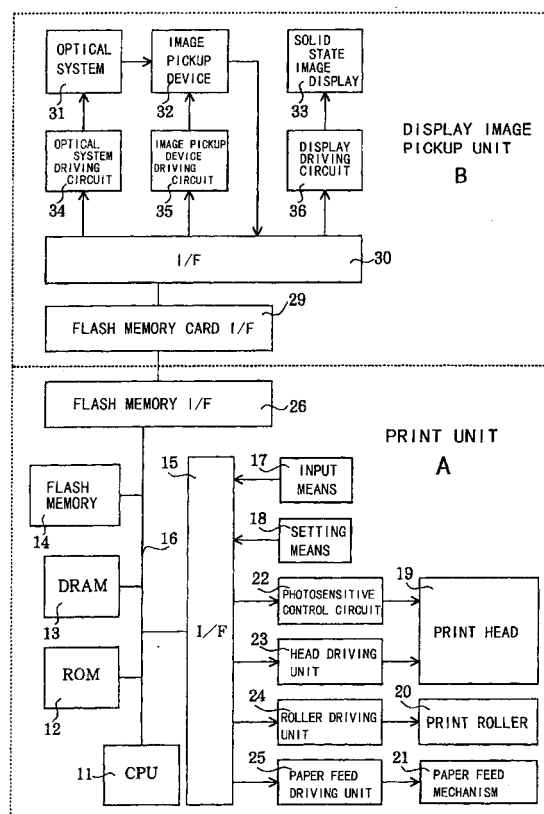 OPTICAL
SYSTEM
31
IMAGE
PICKUP
DEVICE
32
SOLID
STATE
IMAGE
DISPLAY
33
OPTICAL
SYSTEM
DRIVING
CIRCUIT
34
IMAGE PICKUP
DEVICE
DRIVING
CIRCUIT
35
DISPLAY
DRIVING
CIRCUIT
36
DISPLAY IMAGE
PICKUP UNIT
B
I/F
30
29
FLASH MEMORY CARD I/F
FLASH MEMORY I/F
26
PRINT UNIT
A
15
17
INPUT
MEANS
FLASH
MEMORY
14
16
18
SETTING
MEANS
DRAM
13
I/F
22
PHOTOSENSITIVE
CONTROL CIRCUIT
19
PRINT HEAD
23
HEAD DRIVING
UNIT
ROM
12
24
ROLLER DRIVING
UNIT
20
PRINT ROLLER
11
CPU
25
PAPER FEED
DRIVING UNIT
21
PAPER FEED
MECHANISM